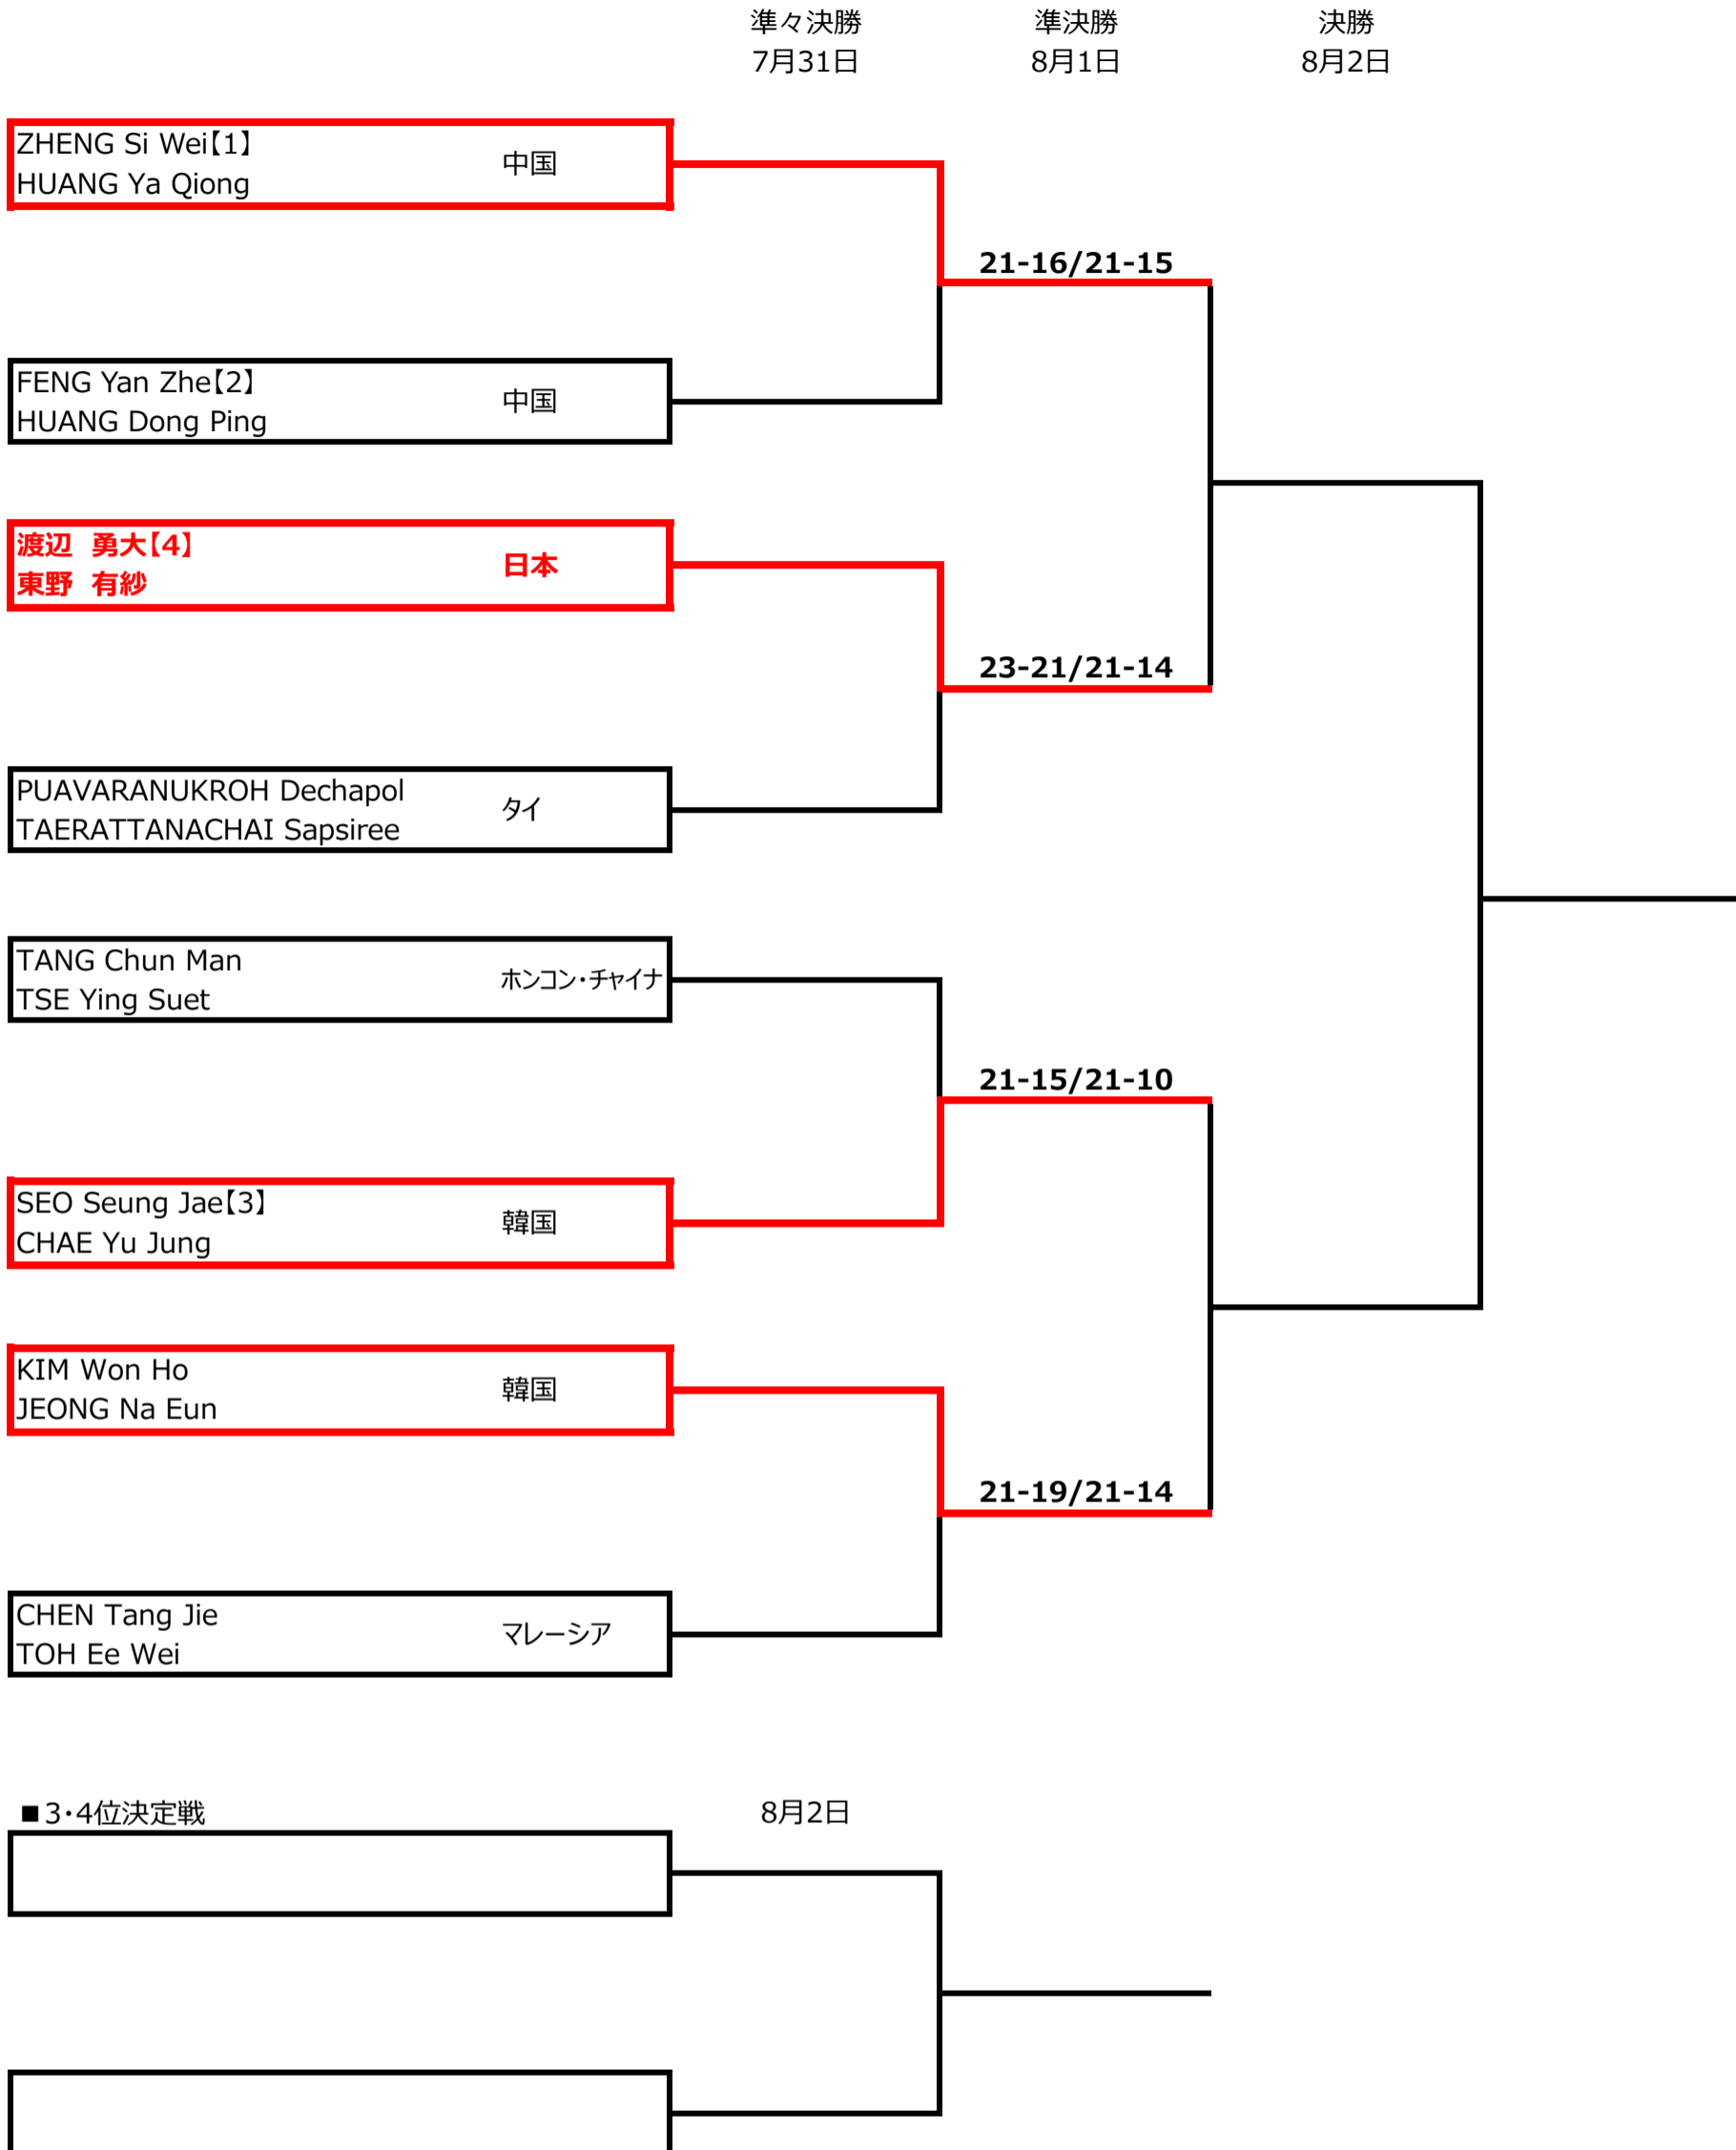 準々決勝 準決勝 決勝
7月31日 8月1日 8月2日
ZHENG Si Wei【1】
HUANG Ya Qiong
中国
21-16/21-15
FENG Yan Zhe【2】
HUANG Dong Ping
中国
渡辺　勇大【4】
東野　有紗
日本
23-21/21-14
PUAVARANUKROH Dechapol
TAERATTANACHAI Sapsiree
タイ
TANG Chun Man
TSE Ying Suet
ホンコン・チャイナ
21-15/21-10
SEO Seung Jae【3】
CHAE Yu Jung
韓国
KIM Won Ho
JEONG Na Eun
韓国
21-19/21-14
CHEN Tang Jie
TOH Ee Wei
マレーシア
■3・4位決定戦 8月2日